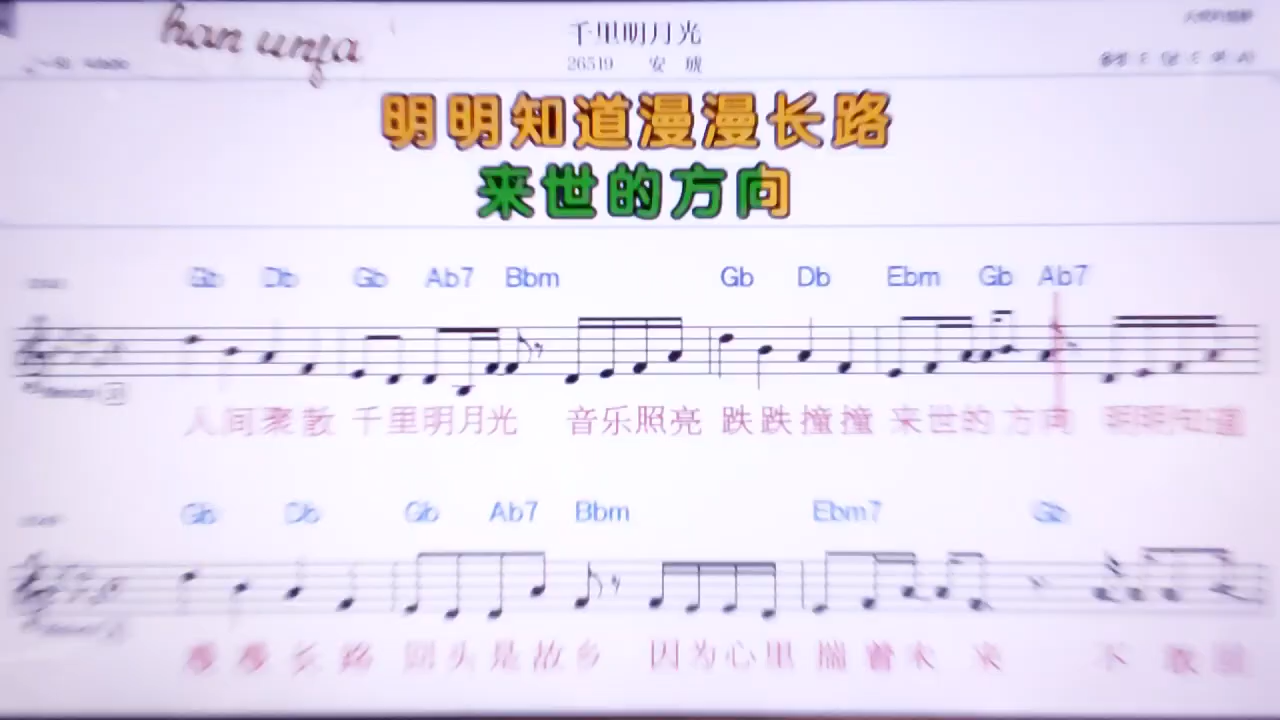 han unfa
千里明月光
26519 安 琥
明明知道漫漫长路
来世的方向
Gb Db Gb Ab7 Bbm Gb Db Ebm Gb Ab7
人间聚散 千里明月光 音乐照亮 跌跌撞撞 来世的方向 明明知道
Gb Db Gb Ab7 Bbm Ebm7 Gb
漫漫长路 回头是故乡 因为心里揣着未来 不敢